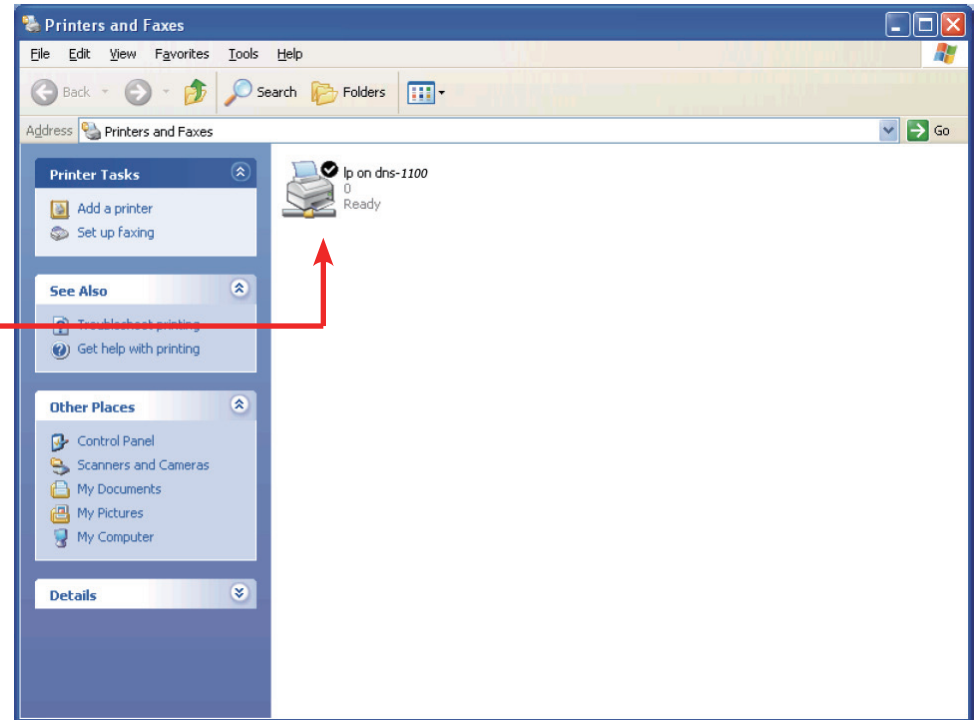 Printers and Faxes
File Edit View Favorites Tools Help
Back Search Folders
Address Printers and Faxes Go
Printer Tasks
Add a printer
Set up faxing
See Also
Troubleshoot printing
Get help with printing
Other Places
Control Panel
Scanners and Cameras
My Documents
My Pictures
My Computer
Details
lp on dns-1100
0
Ready